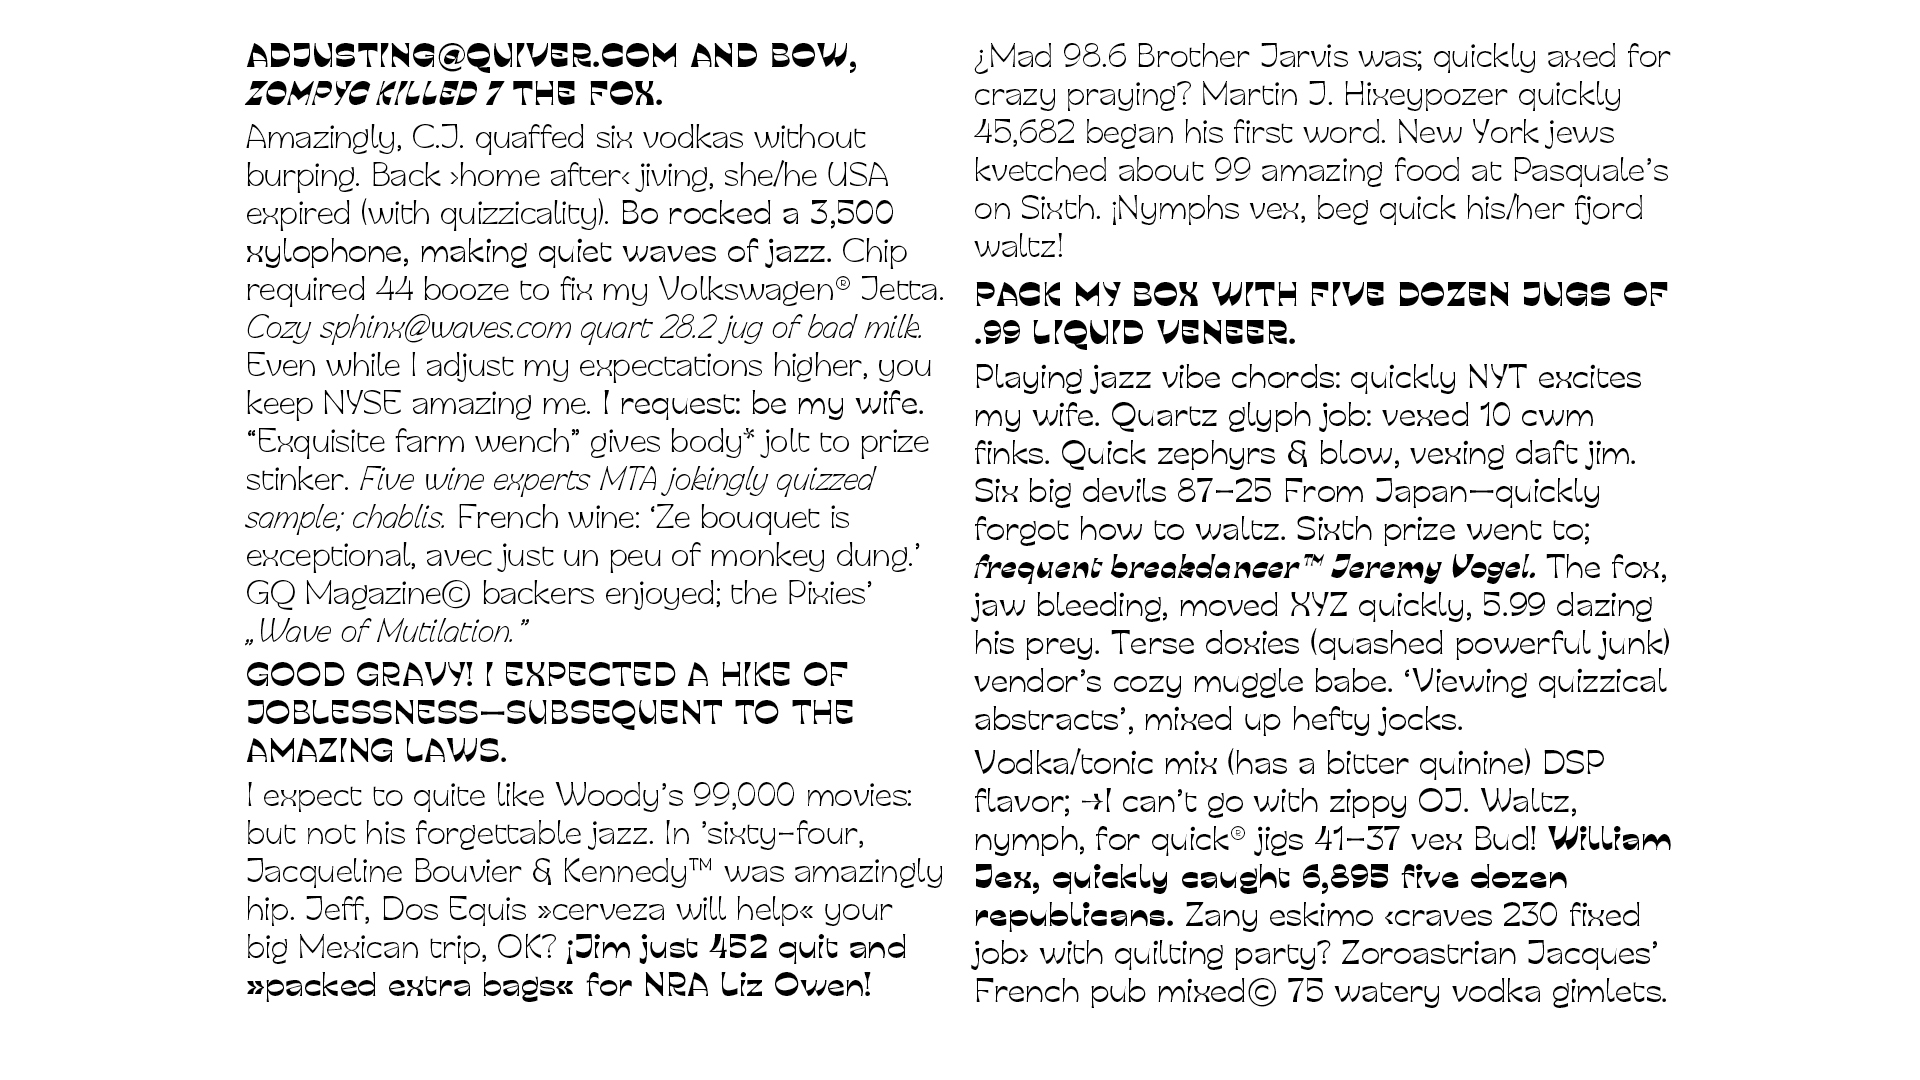 ADJUSTING@QUIVER.COM AND BOW,
ZOMPYC KILLED 7 THE FOX.
Amazingly, C.J. quaffed six vodkas without
burping. Back ›home after‹ jiving, she/he USA
expired (with quizzicality). Bo rocked a 3,500
xylophone, making quiet waves of jazz. Chip
required 44 booze to fix my Volkswagen® Jetta.
Cozy sphinx@waves.com quart 28.2 jug of bad milk.
Even while I adjust my expectations higher, you
keep NYSE amazing me. I request: be my wife.
“Exquisite farm wench” gives body* jolt to prize
stinker. Five wine experts MTA jokingly quizzed
sample; chablis. French wine: ‘Ze bouquet is
exceptional, avec just un peu of monkey dung.’
GQ Magazine© backers enjoyed; the Pixies’
„Wave of Mutilation.”
GOOD GRAVY! I EXPECTED A HIKE OF
JOBLESSNESS—SUBSEQUENT TO THE
AMAZING LAWS.
I expect to quite like Woody’s 99,000 movies:
but not his forgettable jazz. In ’sixty–four,
Jacqueline Bouvier & Kennedy™ was amazingly
hip. Jeff, Dos Equis »cerveza will help« your
big Mexican trip, OK? ¡Jim just 452 quit and
»packed extra bags« for NRA Liz Owen!
¿Mad 98.6 Brother Jarvis was; quickly axed for
crazy praying? Martin J. Hixeypozer quickly
45,682 began his first word. New York jews
kvetched about 99 amazing food at Pasquale’s
on Sixth. ¡Nymphs vex, beg quick his/her fjord
waltz!
PACK MY BOX WITH FIVE DOZEN JUGS OF
.99 LIQUID VENEER.
Playing jazz vibe chords: quickly NYT excites
my wife. Quartz glyph job: vexed 10 cwm
finks. Quick zephyrs & blow, vexing daft jim.
Six big devils 87–25 From Japan—quickly
forgot how to waltz. Sixth prize went to;
frequent breakdancer™ Jeremy Vogel. The fox,
jaw bleeding, moved XYZ quickly, 5.99 dazing
his prey. Terse doxies (quashed powerful junk)
vendor’s cozy muggle babe. ‘Viewing quizzical
abstracts’, mixed up hefty jocks.
Vodka/tonic mix (has a bitter quinine) DSP
flavor; →I can’t go with zippy OJ. Waltz,
nymph, for quick® jigs 41–37 vex Bud! William
Jex, quickly caught 6,895 five dozen
republicans. Zany eskimo ‹craves 230 fixed
job› with quilting party? Zoroastrian Jacques’
French pub mixed© 75 watery vodka gimlets.